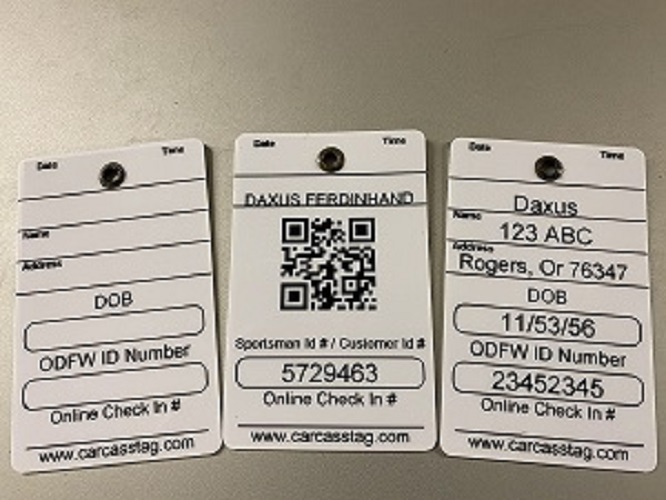 Date Time
Name
Address
DOB
ODFW ID Number
Online Check In #
www.carcasstag.com
Date Time
DAXUS FERDINHAND
Sportsman Id # / Customer Id #
5729463
Online Check In #
www.carcasstag.com
Date Time
Daxus
Name
123 ABC
Address
Rogers, Or 76347
DOB
11/53/56
ODFW ID Number
23452345
Online Check In #
www.carcasstag.com